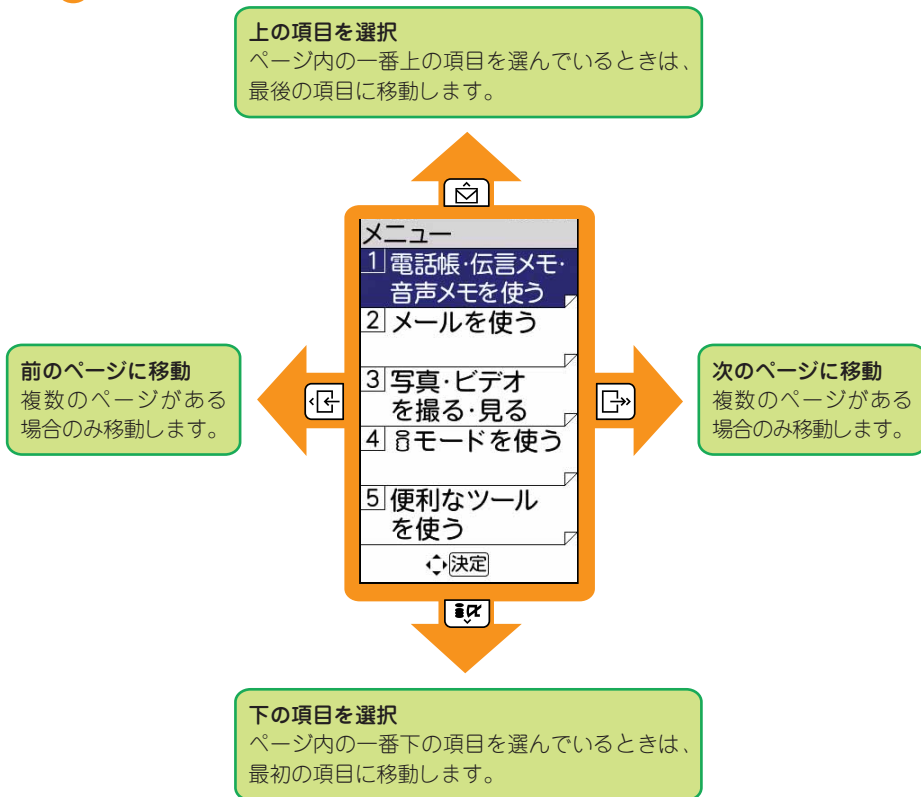 上の項目を選択
ページ内の一番上の項目を選んでいるときは、
最後の項目に移動します。
メニュー
1 電話帳・伝言メモ・
音声メモを使う
2 メールを使う
3 写真・ビデオ
を撮る・見る
4 iモードを使う
5 便利なツール
を使う
決定
前のページに移動
複数のページがある
場合のみ移動します。
次のページに移動
複数のページがある
場合のみ移動します。
下の項目を選択
ページ内の一番下の項目を選んでいるときは、
最初の項目に移動します。